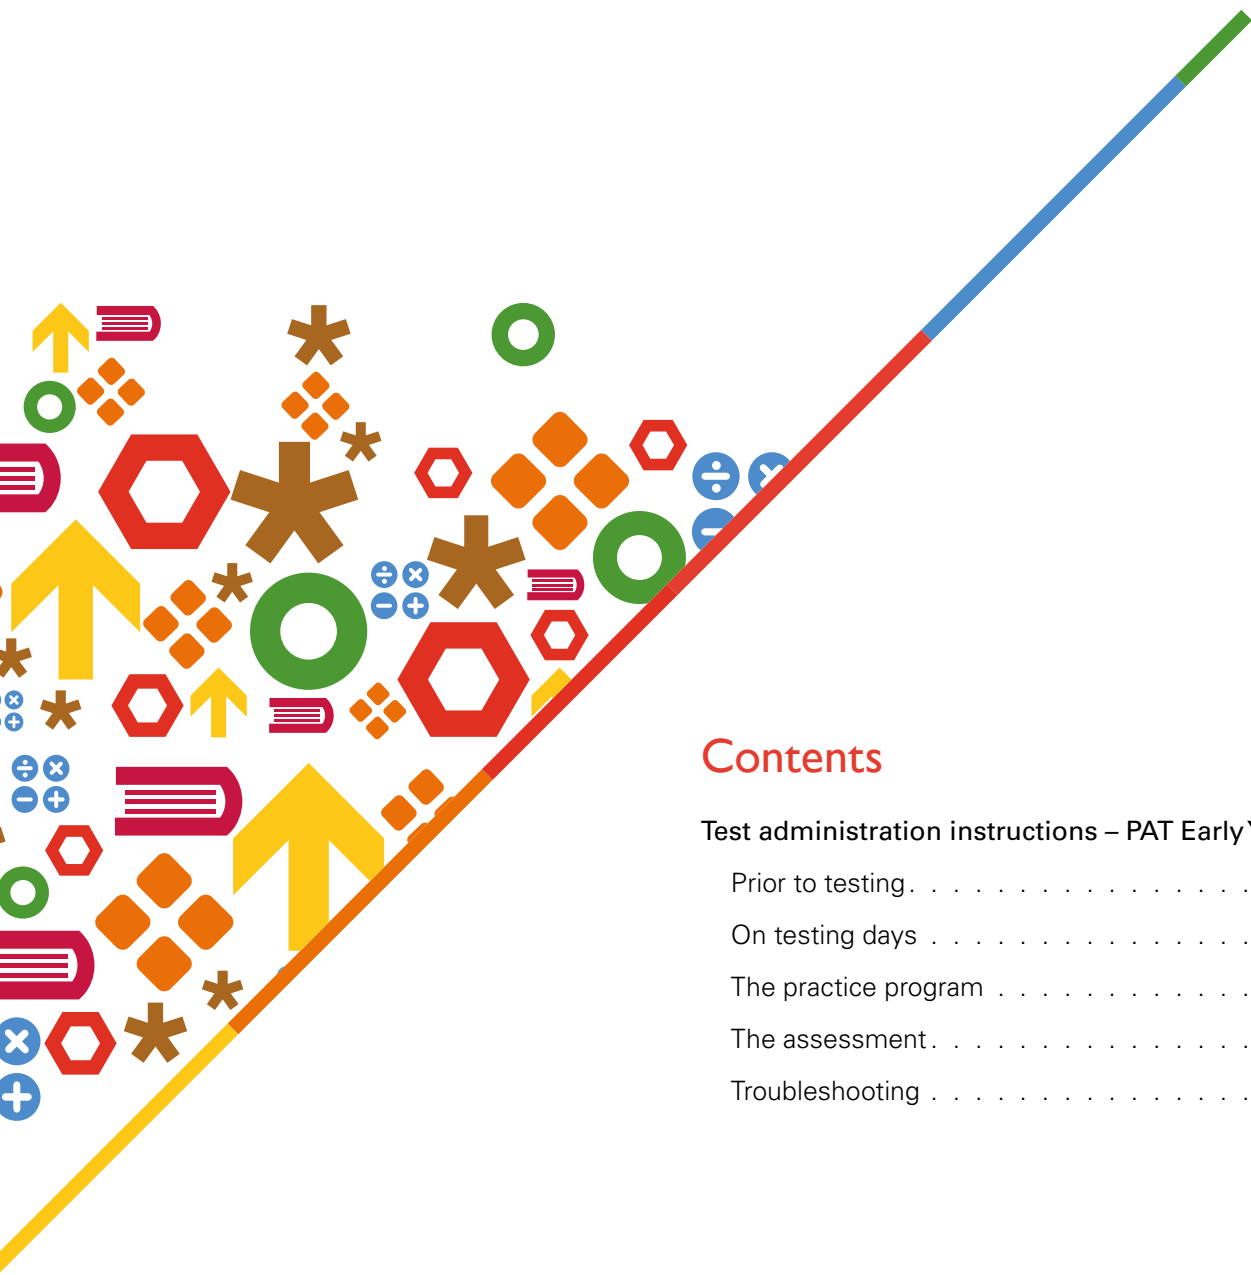 Contents
Test administration instructions – PAT Early
Prior to testing . . . . . . . . . . . . . . . .
On testing days . . . . . . . . . . . . . . .
The practice program . . . . . . . . . . . .
The assessment . . . . . . . . . . . . . . .
Troubleshooting . . . . . . . . . . . . . . .